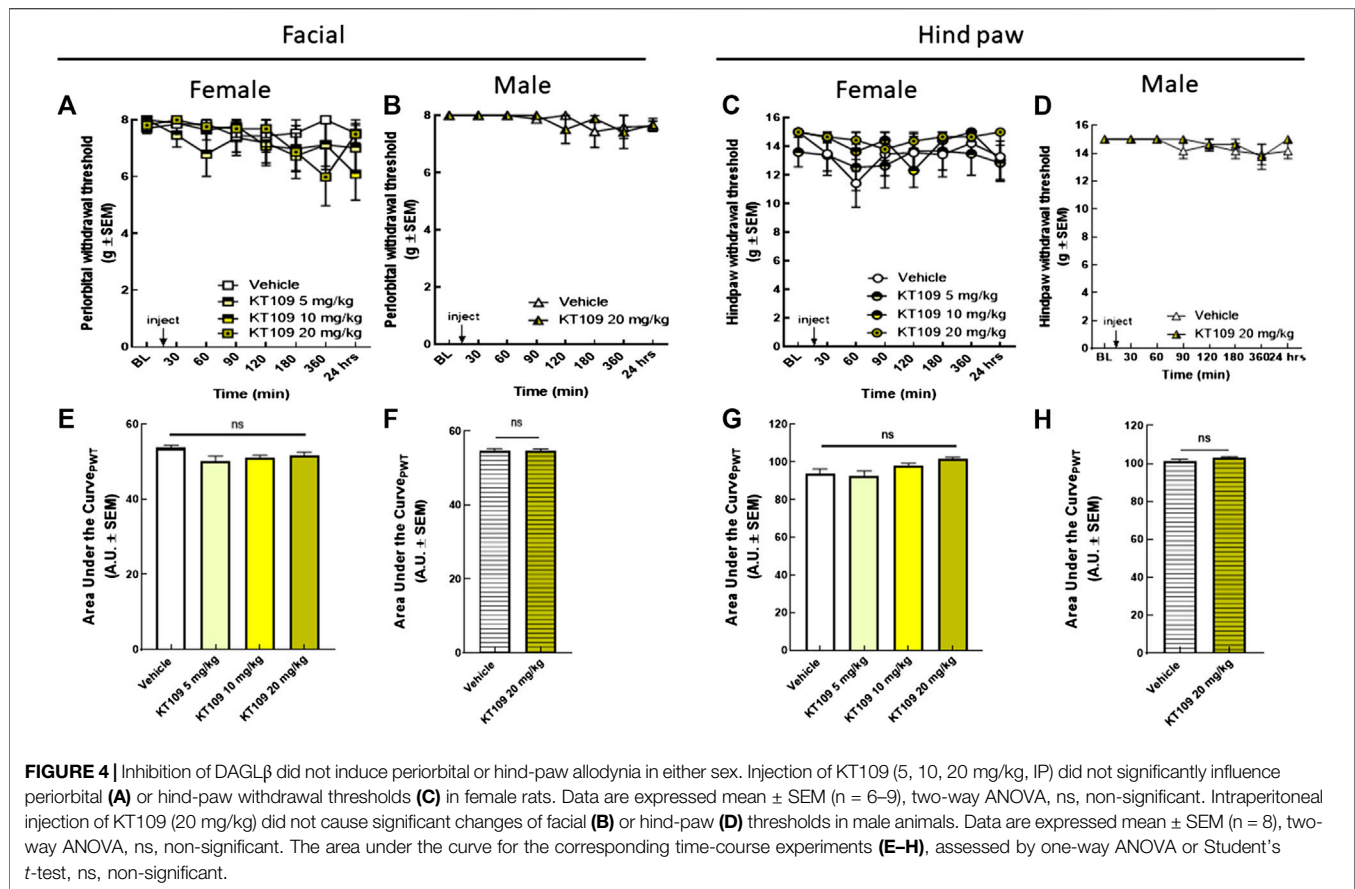 Facial
Hind paw
Female
Male
Female
Male
A
Periorbital withdrawal threshold
(g ± SEM)
8
6
4
2
0
inject
Vehicle
KT109 5 mg/kg
KT109 10 mg/kg
KT109 20 mg/kg
BL
30
60
90
120
180
360
24 hrs
Time (min)
B
Periorbital withdrawal threshold
(g ± SEM)
8
6
4
2
0
inject
Vehicle
KT109 20 mg/kg
BL
30
60
90
120
180
360
24 hrs
Time (min)
C
Hindpaw withdrawal threshold
(g ± SEM)
16
14
12
10
8
6
4
2
0
inject
Vehicle
KT109 5 mg/kg
KT109 10 mg/kg
KT109 20 mg/kg
BL
30
60
90
120
180
360
24 hrs
Time (min)
D
Hindpaw withdrawal threshold
(g ± SEM)
16
14
12
10
8
6
4
2
0
inject
Vehicle
KT109 20 mg/kg
BL 30 60 90 120 180 36024 hrs
Time (min)
E
Area Under the CurvePWT
(A.U. ± SEM)
60
40
20
0
ns
Vehicle
KT109 5 mg/kg
KT109 10 mg/kg
KT109 20 mg/kg
F
Area Under the CurvePWT
(A.U. ± SEM)
60
40
20
0
ns
Vehicle
KT109 20 mg/kg
G
Area Under the CurvePWT
(A.U. ± SEM)
120
100
80
60
40
20
0
ns
Vehicle
KT109 5 mg/kg
KT109 10 mg/kg
KT109 20 mg/kg
H
Area Under the CurvePWT
(A.U. ± SEM)
120
100
80
60
40
20
0
ns
Vehicle
KT109 20 mg/kg
FIGURE 4 | Inhibition of DAGLβ did not induce periorbital or hind-paw allodynia in either sex. Injection of KT109 (5, 10, 20 mg/kg, IP) did not significantly influence
periorbital (A) or hind-paw withdrawal thresholds (C) in female rats. Data are expressed mean ± SEM (n = 6–9), two-way ANOVA, ns, non-significant. Intraperitoneal
injection of KT109 (20 mg/kg) did not cause significant changes of facial (B) or hind-paw (D) thresholds in male animals. Data are expressed mean ± SEM (n = 8), two-
way ANOVA, ns, non-significant. The area under the curve for the corresponding time-course experiments (E–H), assessed by one-way ANOVA or Student's
t-test, ns, non-significant.